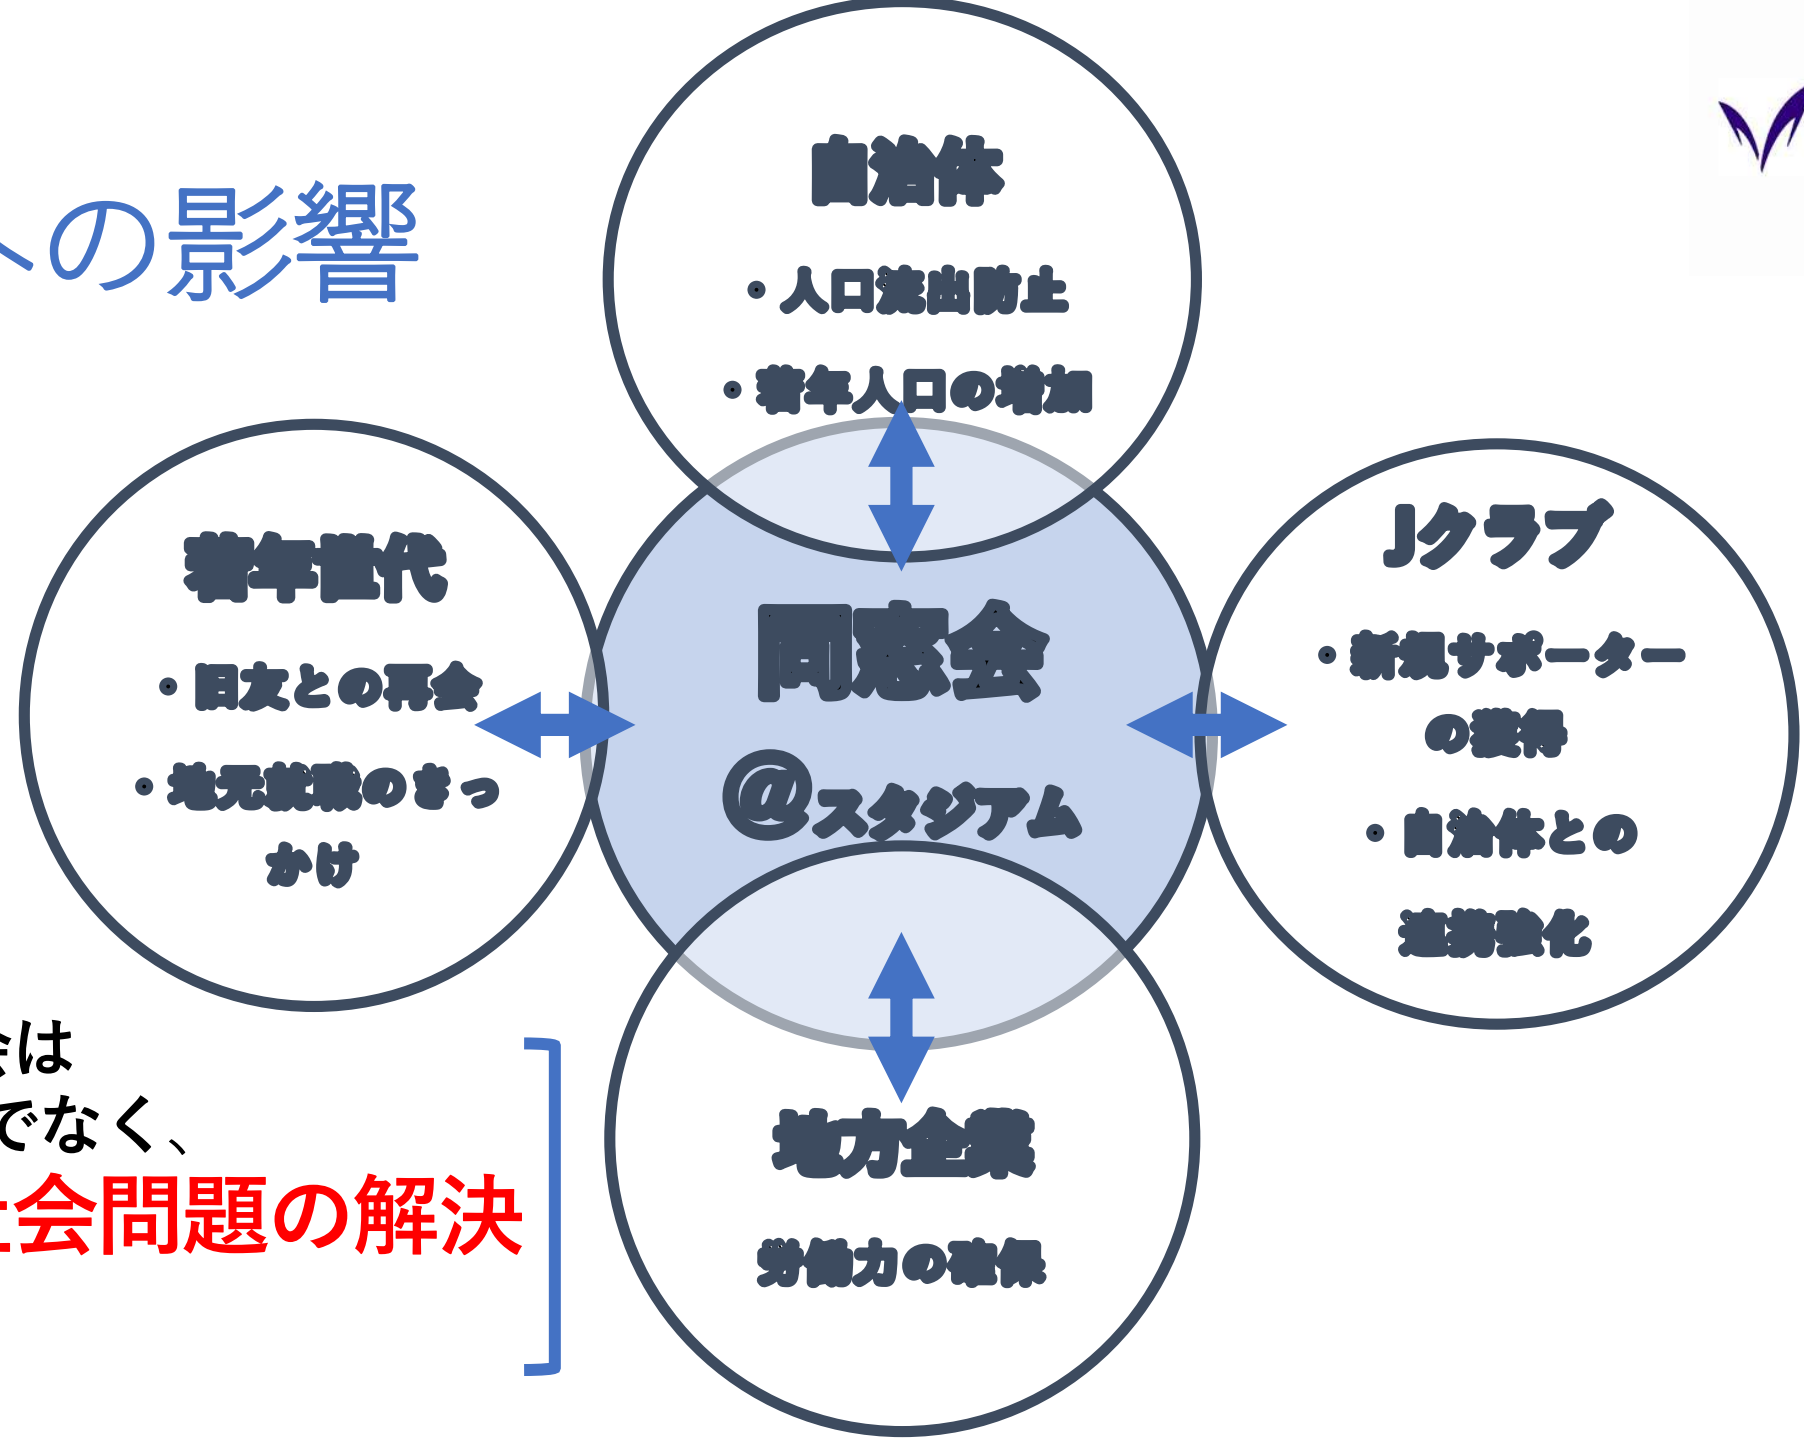 への影響
自治体
・人口流出防止
・若年人口の増加
若年世代
・旧友との再会
・地元就職のきっ
かけ
同窓会
@スタジアム
Jクラブ
・新規サポーター
の獲得
・自治体との
連携強化
地方企業
労働力の確保
会は
でなく、
社会問題の解決